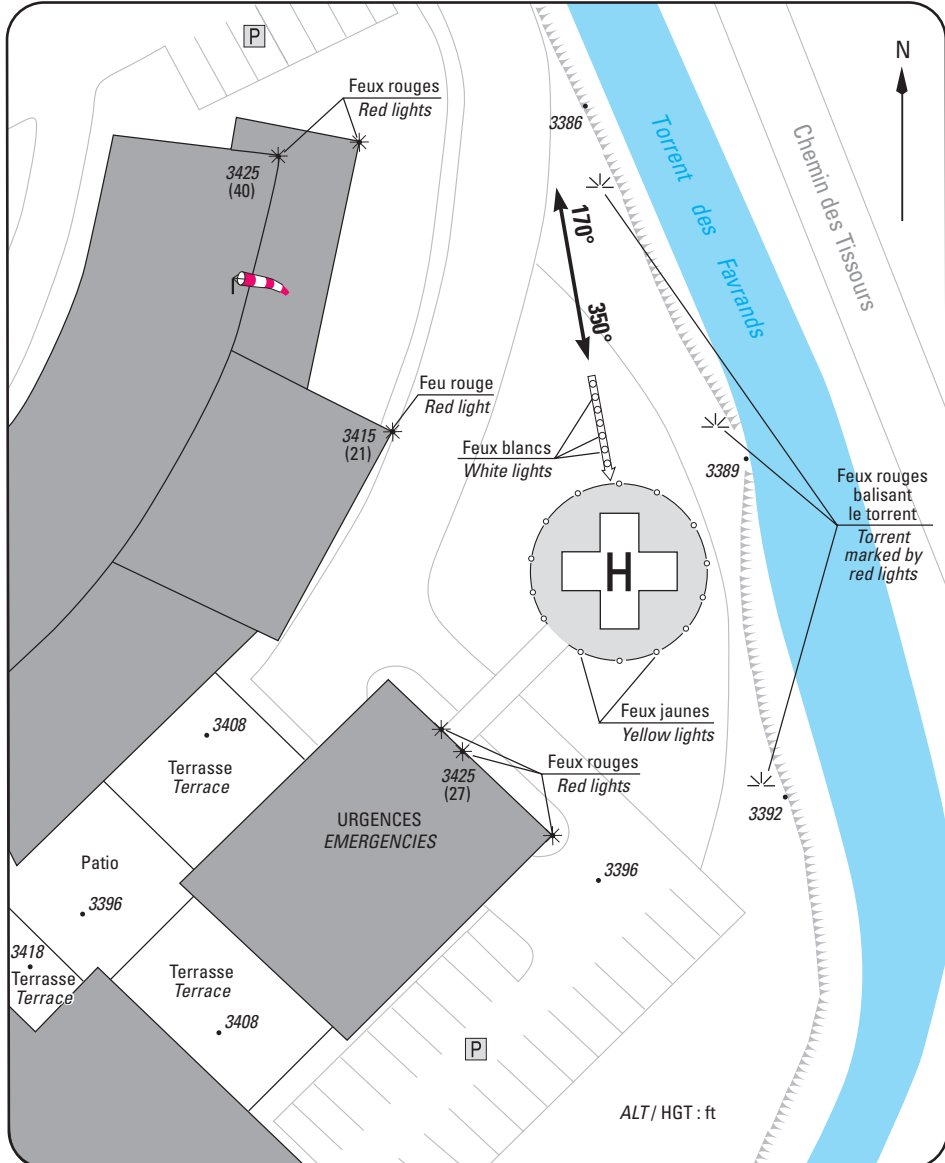 P
N
Feux rouges
Red lights
3386
3425
(40)
Torrent des Favrands
Chemin des Tissours
170°
350°
Feu rouge
Red light
3415
(21)
Feux blancs
White lights
3389
Feux rouges
balisant
le torrent
Torrent
marked by
red lights
H
Feux jaunes
Yellow lights
3408
Terrasse
Terrace
3425
(27)
Feux rouges
Red lights
URGENCES
EMERGENCIES
3392
Patio
3396
3396
3418
Terrasse
Terrace
Terrasse
Terrace
3408
P
ALT / HGT : ft